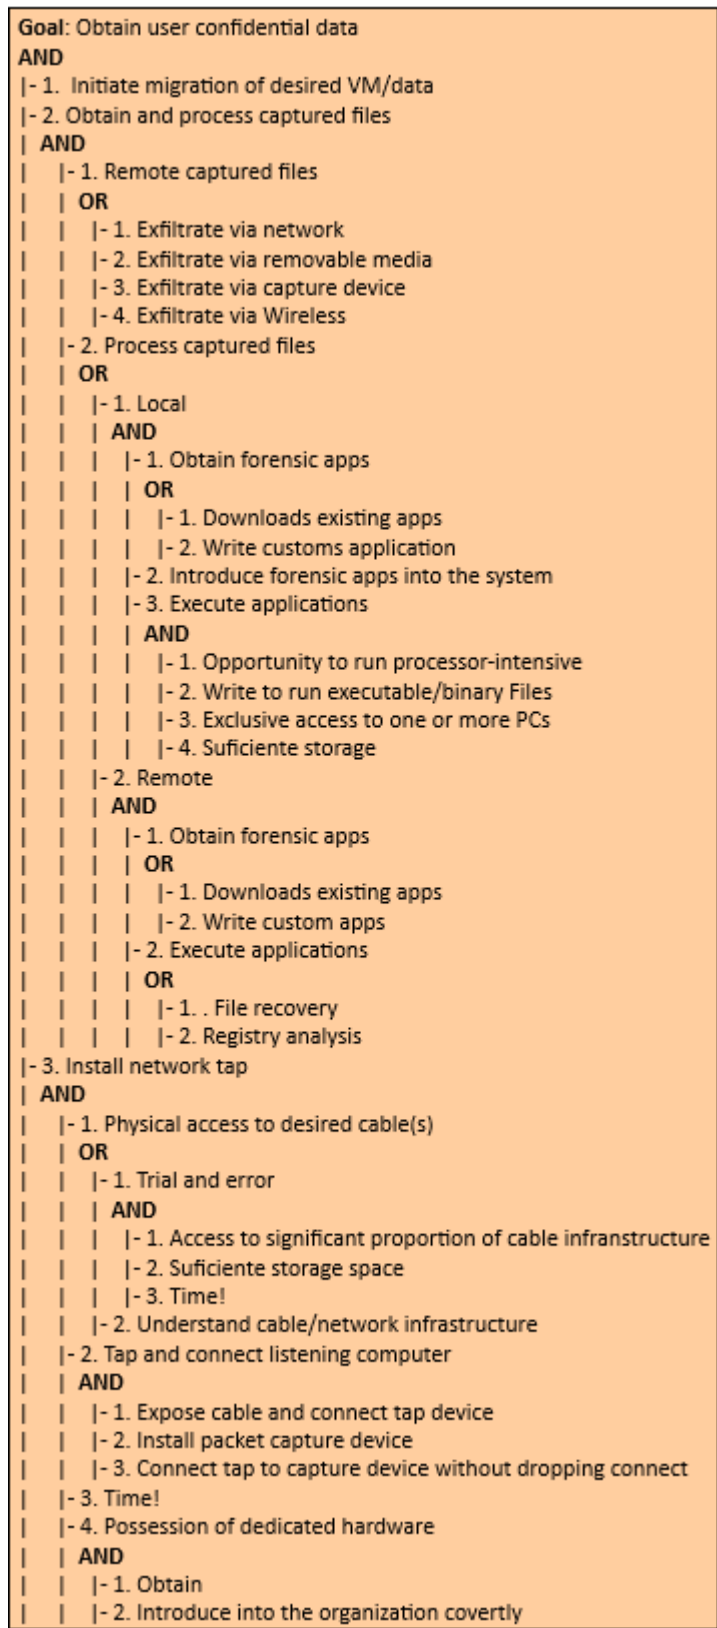 Goal: Obtain user confidential data
AND
|- 1.  Initiate migration of desired VM/data
|- 2. Obtain and process captured files
|  AND
|    |- 1. Remote captured files
|    |  OR
|    |    |- 1. Exfiltrate via network
|    |    |- 2. Exfiltrate via removable media
|    |    |- 3. Exfiltrate via capture device
|    |    |- 4. Exfiltrate via Wireless
|    |- 2. Process captured files
|    |  OR
|    |    |- 1. Local
|    |    |  AND
|    |    |    |- 1. Obtain forensic apps
|    |    |    |  OR
|    |    |    |    |- 1. Downloads existing apps
|    |    |    |    |- 2. Write customs application
|    |    |    |- 2. Introduce forensic apps into the system
|    |    |    |- 3. Execute applications
|    |    |    |  AND
|    |    |    |    |- 1. Opportunity to run processor-intensive
|    |    |    |    |- 2. Write to run executable/binary Files
|    |    |    |    |- 3. Exclusive access to one or more PCs
|    |    |    |    |- 4. Suficiente storage
|    |    |- 2. Remote
|    |    |  AND
|    |    |    |- 1. Obtain forensic apps
|    |    |    |  OR
|    |    |    |    |- 1. Downloads existing apps
|    |    |    |    |- 2. Write custom apps
|    |    |    |- 2. Execute applications
|    |    |    |  OR
|    |    |    |    |- 1. . File recovery
|    |    |    |    |- 2. Registry analysis
|- 3. Install network tap
|  AND
|    |- 1. Physical access to desired cable(s)
|    |  OR
|    |    |- 1. Trial and error
|    |    |  AND
|    |    |    |- 1. Access to significant proportion of cable infranstructure
|    |    |    |- 2. Suficiente storage space
|    |    |    |- 3. Time!
|    |    |- 2. Understand cable/network infrastructure
|    |- 2. Tap and connect listening computer
|    |  AND
|    |    |- 1. Expose cable and connect tap device
|    |    |- 2. Install packet capture device
|    |    |- 3. Connect tap to capture device without dropping connect
|    |- 3. Time!
|    |- 4. Possession of dedicated hardware
|    |  AND
|    |    |- 1. Obtain
|    |    |- 2. Introduce into the organization covertly